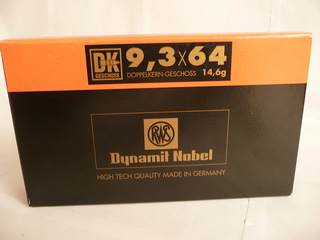 DK 9,3x64
GESCHOSS DOPPELKERN-GESCHOSS 14,6g
RWS
Dynamit Nobel
HIGH TECH QUALITY MADE IN GERMANY